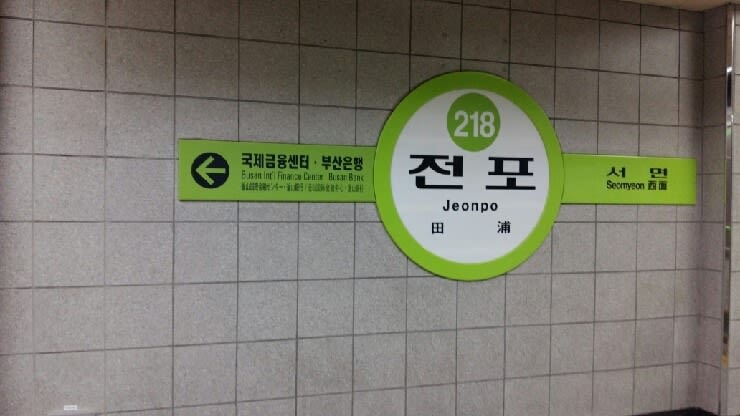 국제금융센터·부산은행
Busan Int'l Finance Center·Busan Bank
218
전포
Jeonpo
田 浦
서면
Seomyeon 西面